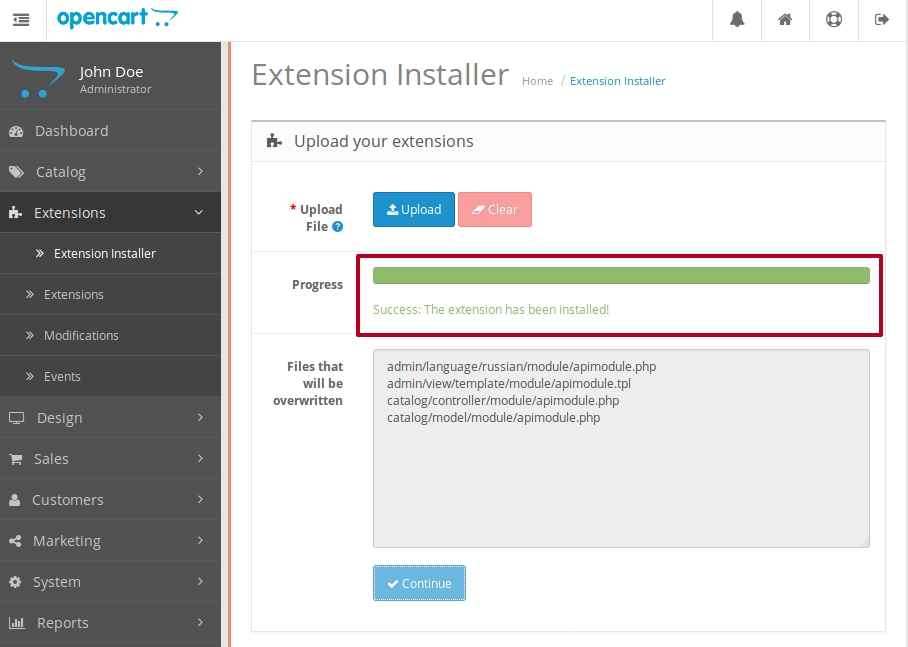 opencart
John Doe
Administrator
Dashboard
Catalog
Extensions
Extension Installer
Extensions
Modifications
Events
Design
Sales
Customers
Marketing
System
Reports
Extension Installer
Home / Extension Installer
Upload your extensions
* Upload
File ?
Upload
Clear
Progress
Success: The extension has been installed!
Files that
will be
overwritten
admin/language/russian/module/apimodule.php
admin/view/template/module/apimodule.tpl
catalog/controller/module/apimodule.php
catalog/model/module/apimodule.php
Continue